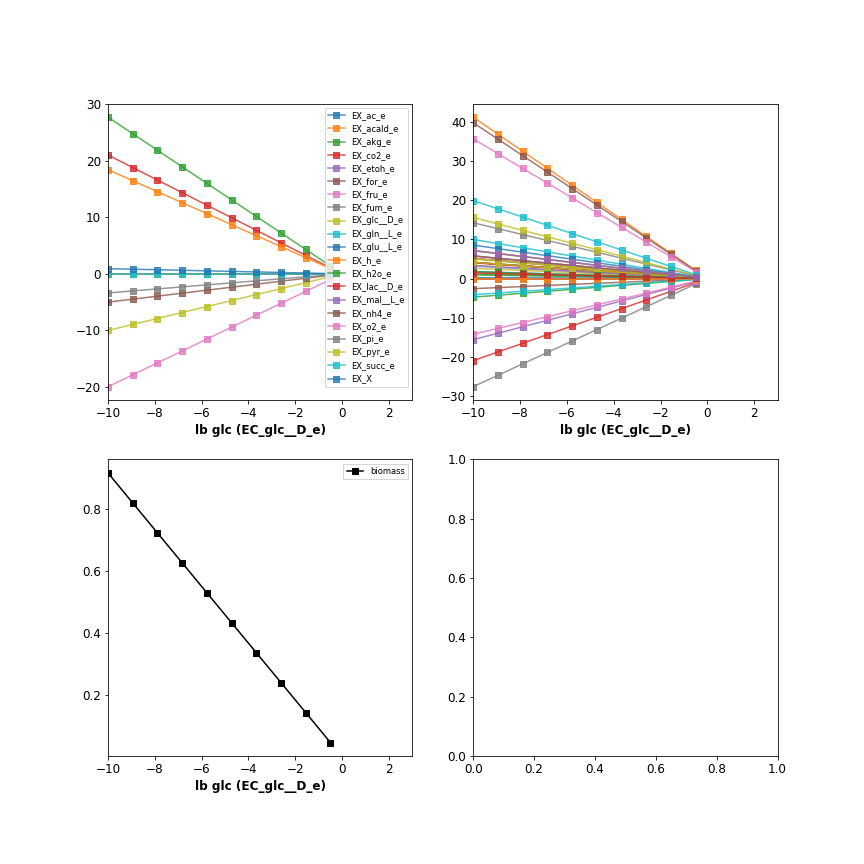 30
20
10
0
−10
−20
−10
−8
−6
−4
−2
0
2
lb glc (EC_glc__D_e)
EX_ac_e
EX_acald_e
EX_akg_e
EX_co2_e
EX_etoh_e
EX_for_e
EX_fru_e
EX_fum_e
EX_glc__D_e
EX_gln__L_e
EX_glu__L_e
EX_h_e
EX_h2o_e
EX_lac__D_e
EX_mal__L_e
EX_nh4_e
EX_o2_e
EX_pi_e
EX_pyr_e
EX_succ_e
EX_X
40
30
20
10
0
−10
−20
−30
−10
−8
−6
−4
−2
0
2
lb glc (EC_glc__D_e)
0.8
0.6
0.4
0.2
−10
−8
−6
−4
−2
0
2
lb glc (EC_glc__D_e)
biomass
1.0
0.8
0.6
0.4
0.2
0.0
0.0
0.2
0.4
0.6
0.8
1.0